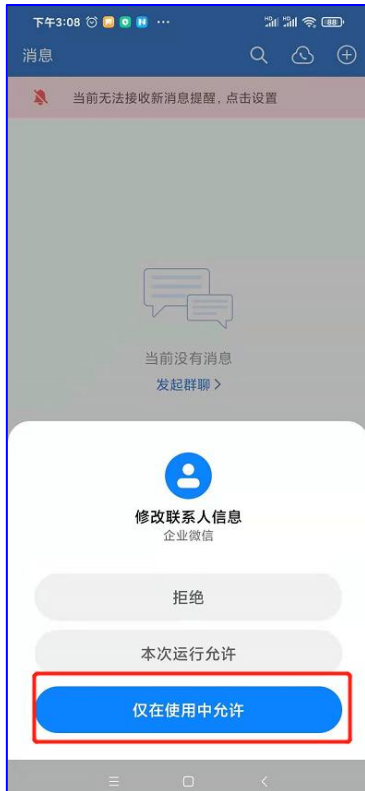 下午3:08 ···
HD HD 88
消息
当前无法接收新消息提醒，点击设置
当前没有消息
发起群聊 >
修改联系人信息
企业微信
拒绝
本次运行允许
仅在使用中允许